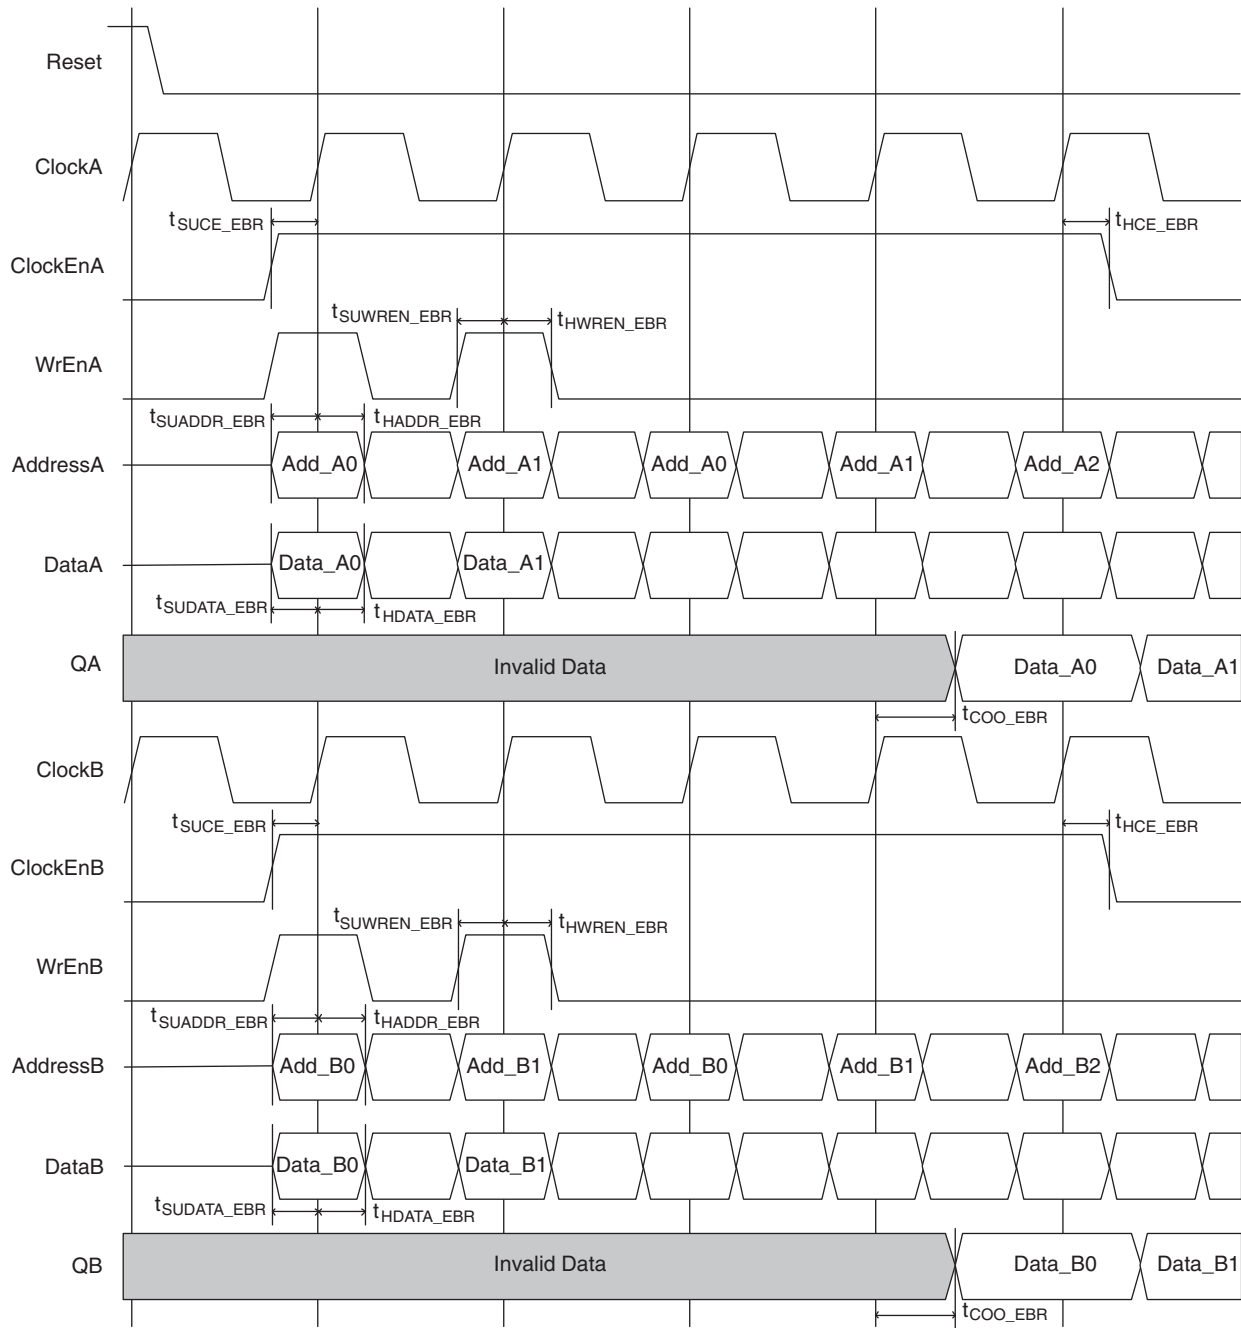 Reset
ClockA
tSUCE_EBR
tHCE_EBR
ClockEnA
tSUWREN_EBR
tHWREN_EBR
WrEnA
tSUADDR_EBR
tHADDR_EBR
AddressA
Add_A0
Add_A1
Add_A0
Add_A1
Add_A2
DataA
Data_A0
Data_A1
tSUDATA_EBR
tHDATA_EBR
QA
Invalid Data
Data_A0
Data_A1
tCOO_EBR
ClockB
tSUCE_EBR
tHCE_EBR
ClockEnB
tSUWREN_EBR
tHWREN_EBR
WrEnB
tSUADDR_EBR
tHADDR_EBR
AddressB
Add_B0
Add_B1
Add_B0
Add_B1
Add_B2
DataB
Data_B0
Data_B1
tSUDATA_EBR
tHDATA_EBR
QB
Invalid Data
Data_B0
Data_B1
tCOO_EBR